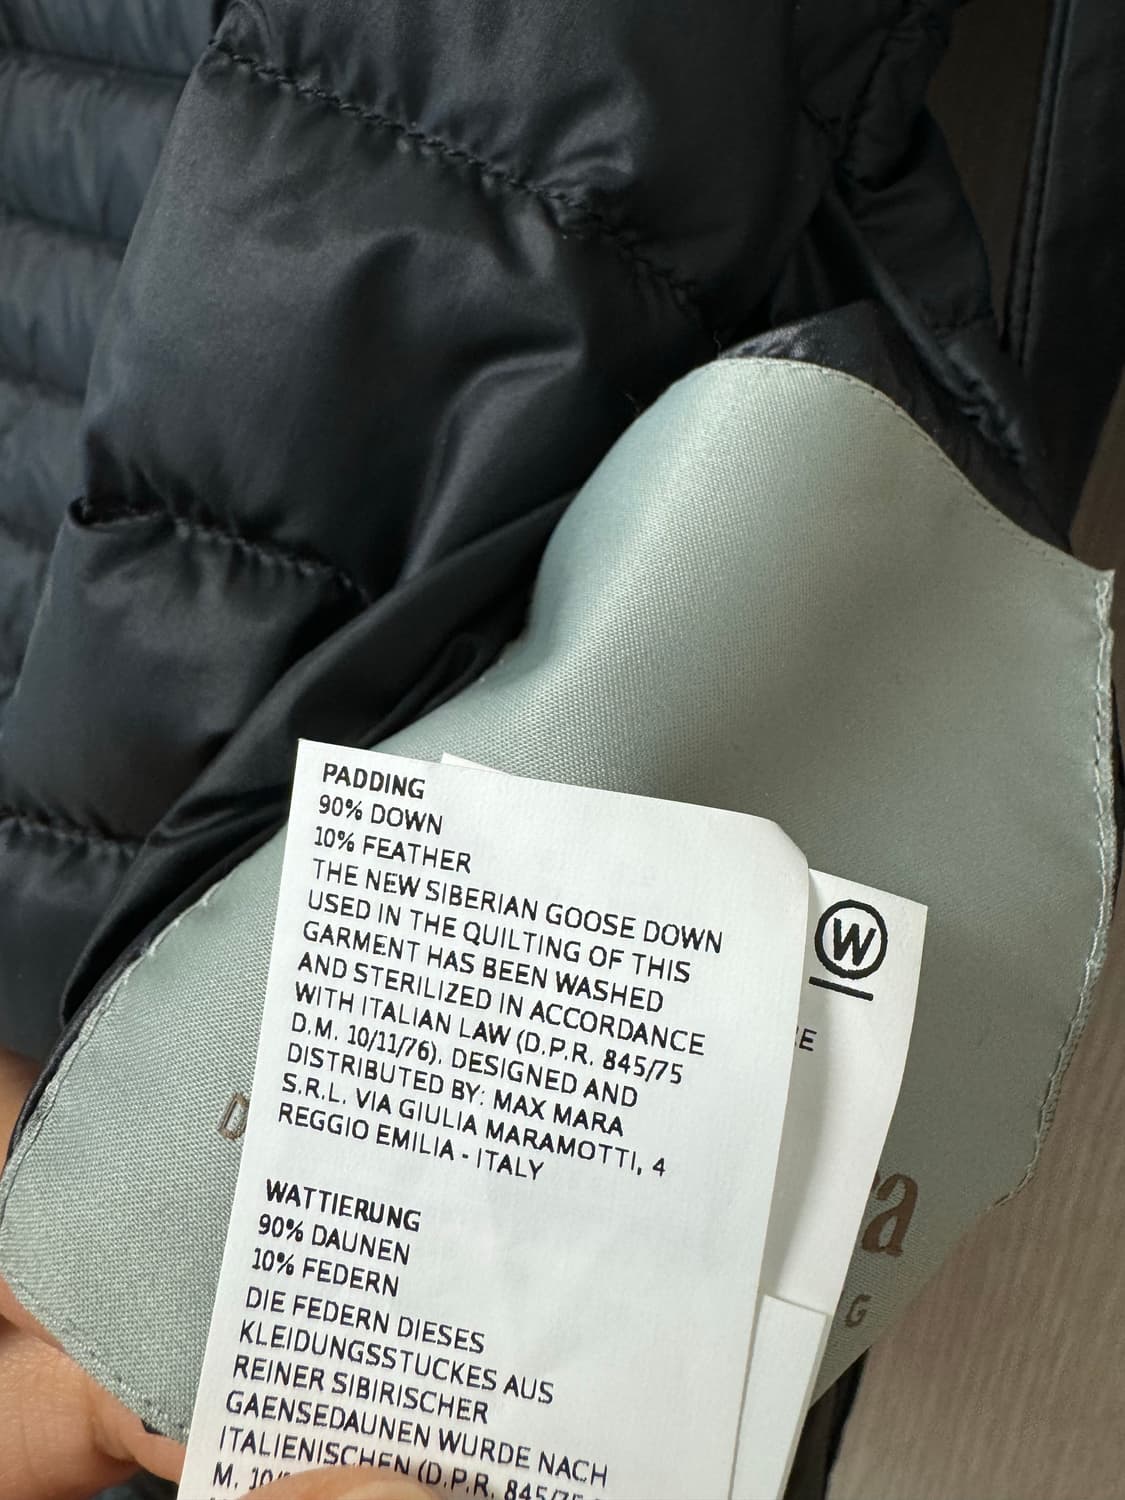 PADDING
90% DOWN
10% FEATHER
THE NEW SIBERIAN GOOSE DOWN
USED IN THE QUILTING OF THIS
GARMENT HAS BEEN WASHED
AND STERILIZED IN ACCORDANCE
WITH ITALIAN LAW (D.P.R. 845/75
D.M. 10/11/76). DESIGNED AND
DISTRIBUTED BY: MAX MARA
S.R.L. VIA GIULIA MARAMOTTI, 4
REGGIO EMILIA - ITALY
WATTIERUNG
90% DAUNEN
10% FEDERN
DIE FEDERN DIESES
KLEIDUNGSSTUCKES AUS
REINER SIBIRISCHER
GAENSEDAUNEN WURDE NACH
ITALIENISCHEN (D.P.R. 845/75
M. 10/
W
E
D
ra
G